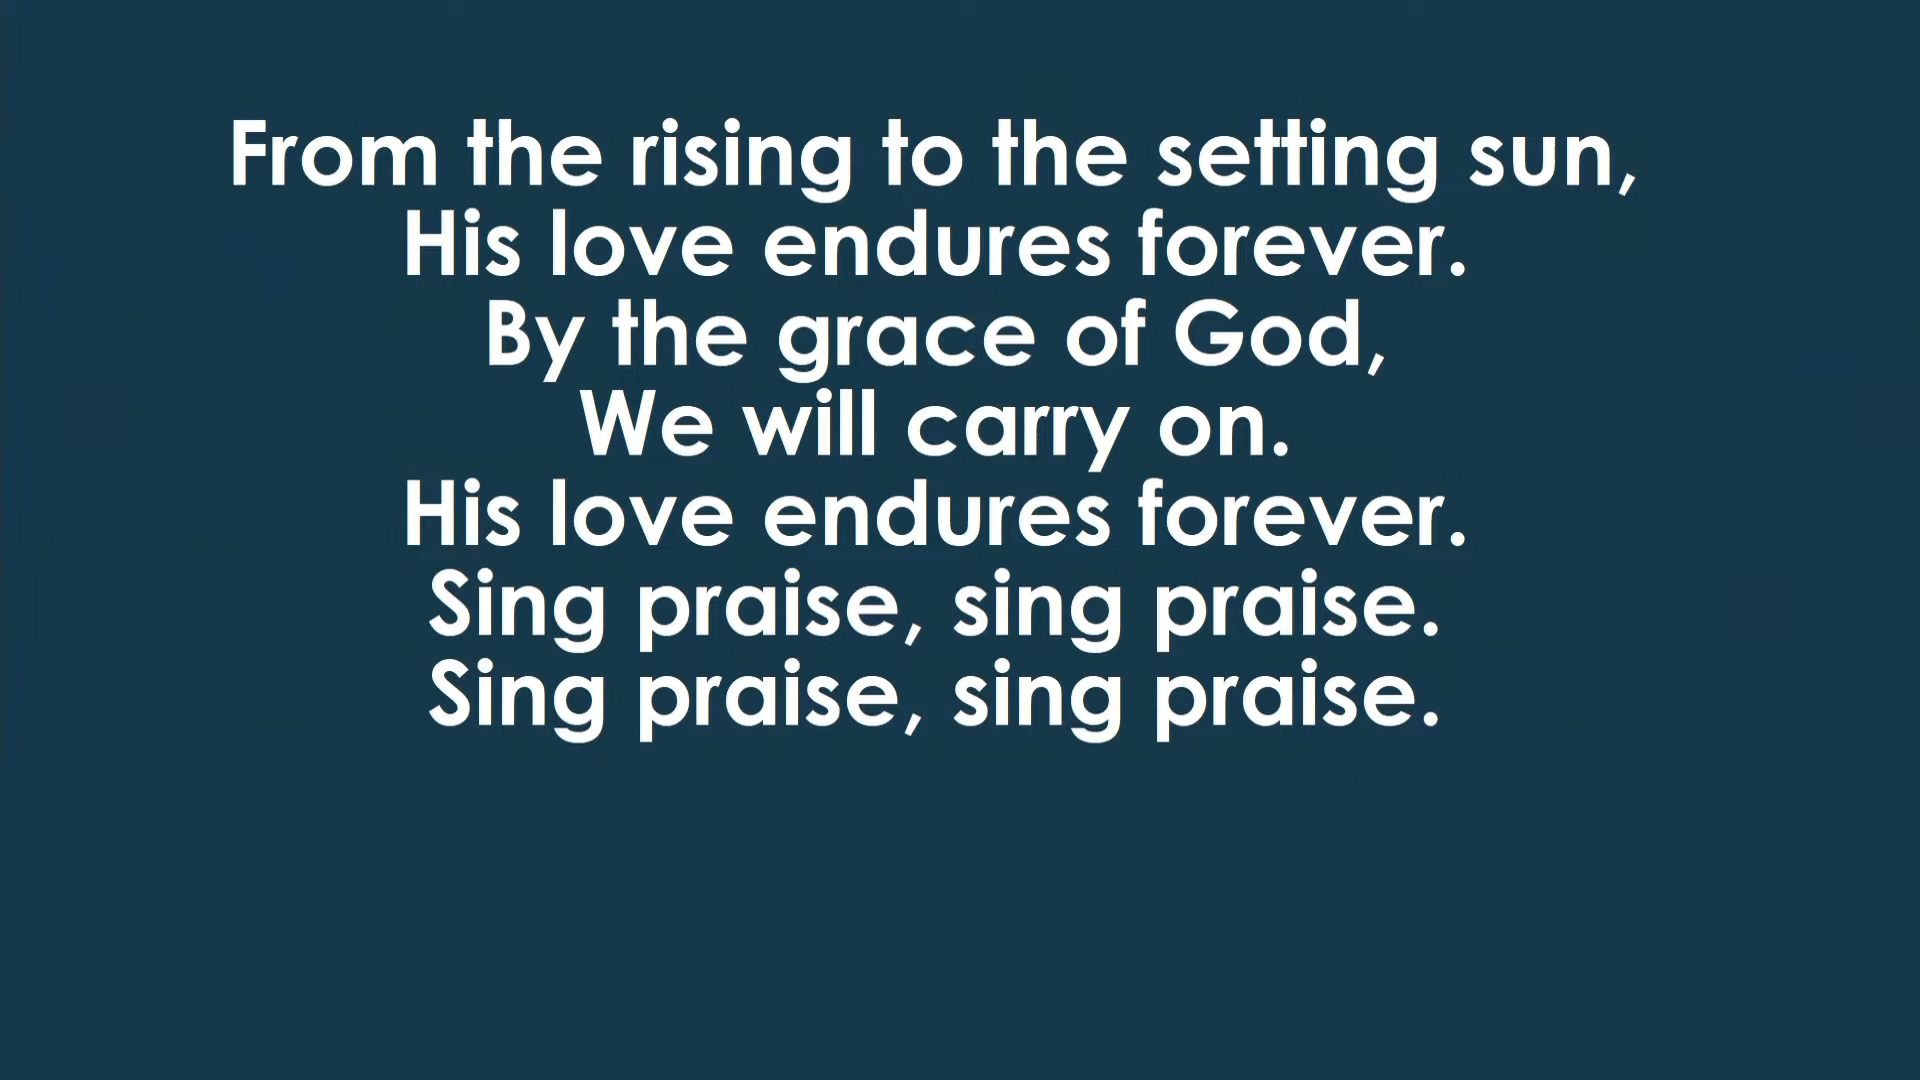 From the rising to the setting sun,
His love endures forever.
By the grace of God,
We will carry on.
His love endures forever.
Sing praise, sing praise.
Sing praise, sing praise.